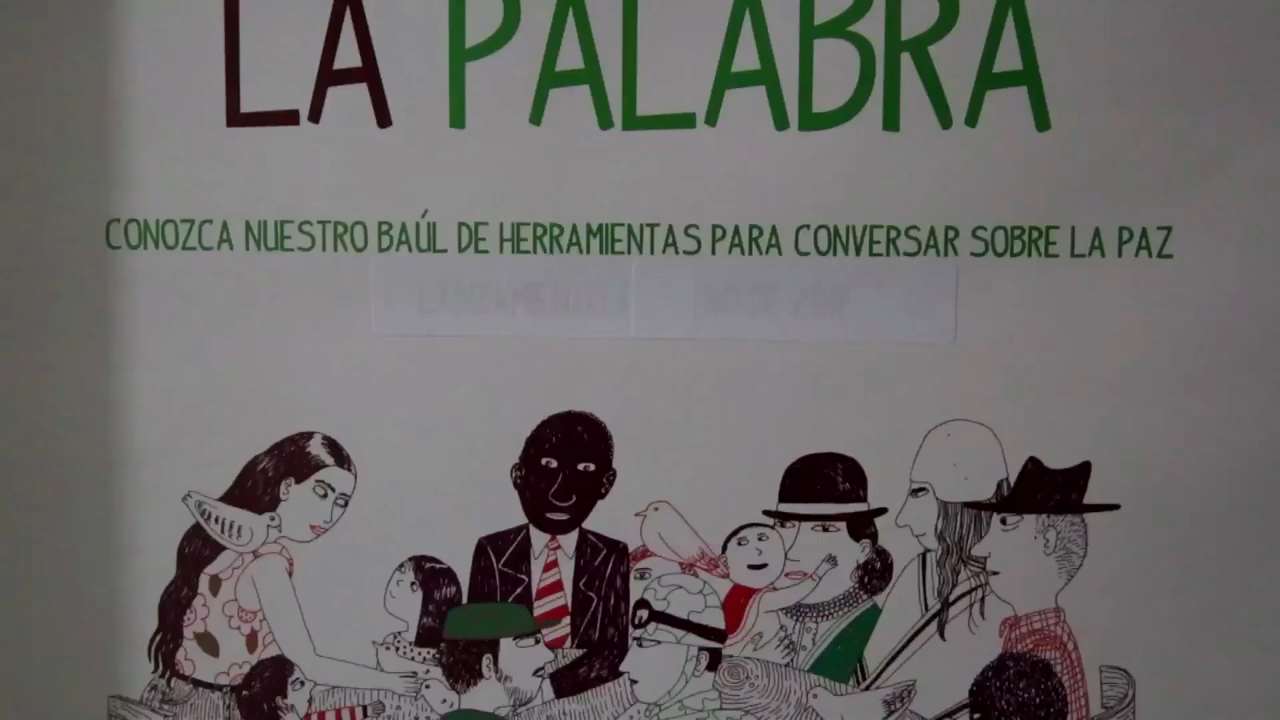 LA PALABRA
CONOZCA NUESTRO BAÚL DE HERRAMIENTAS PARA CONVERSAR SOBRE LA PAZ